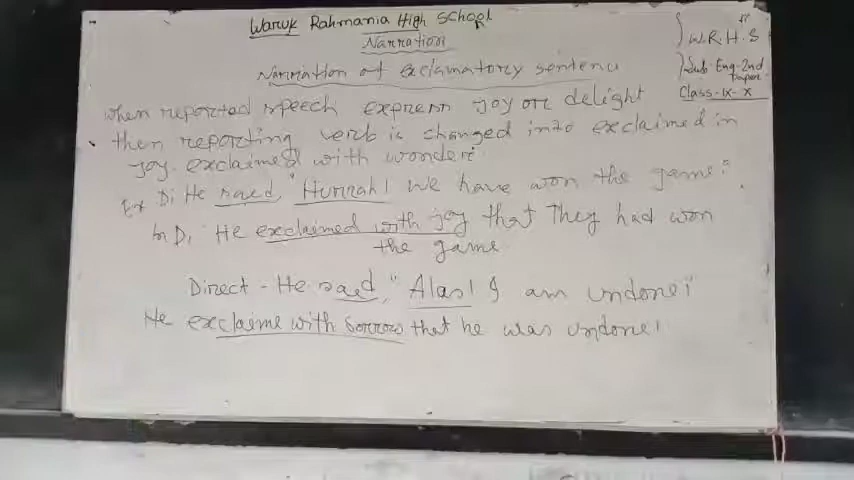 Waruk Rahmania High School
Narration
W.R.H.S
Sub-Eng-2nd
Paper
Class-IX-X
Narration of exclamatory sentence
when reported speech express joy or delight
then reporting verb is changed into exclaimed in
joy. exclaimed with wonder:
Ex Di He saed, "Hurrah! We have won the game".
In D, He exclaimed with joy that They had won
the game.
Direct - He saed, "Alas! I am undone!"
He exclaime with sorrow that he was undone!